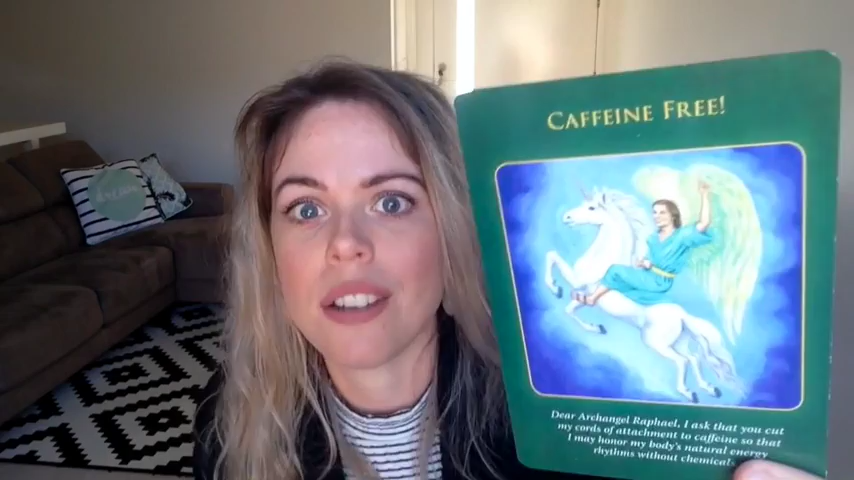 CAFFEINE FREE!
Dear Archangel Raphael, I ask that you cut
my cords of attachment to caffeine so that
I may honor my body's natural energy
rhythms without chemicals.
dream